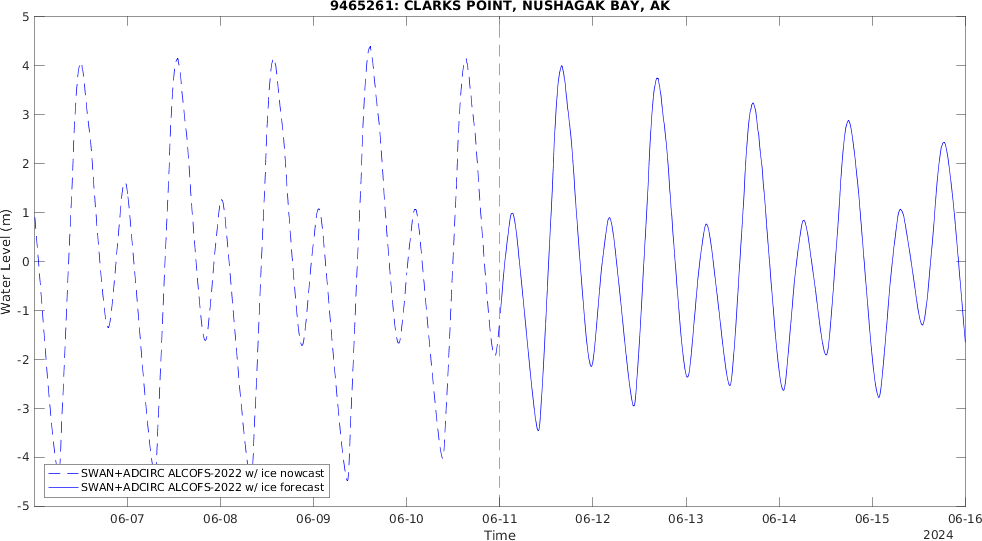 9465261: CLARKS POINT, NUSHAGAK BAY, AK
5
4
3
2
1
0
-1
-2
-3
-4
-5
Water Level (m)
SWAN+ADCIRC ALCOFS-2022 w/ ice nowcast
SWAN+ADCIRC ALCOFS-2022 w/ ice forecast
06-07 06-08 06-09 06-10 06-11 06-12 06-13 06-14 06-15 06-16
Time
2024